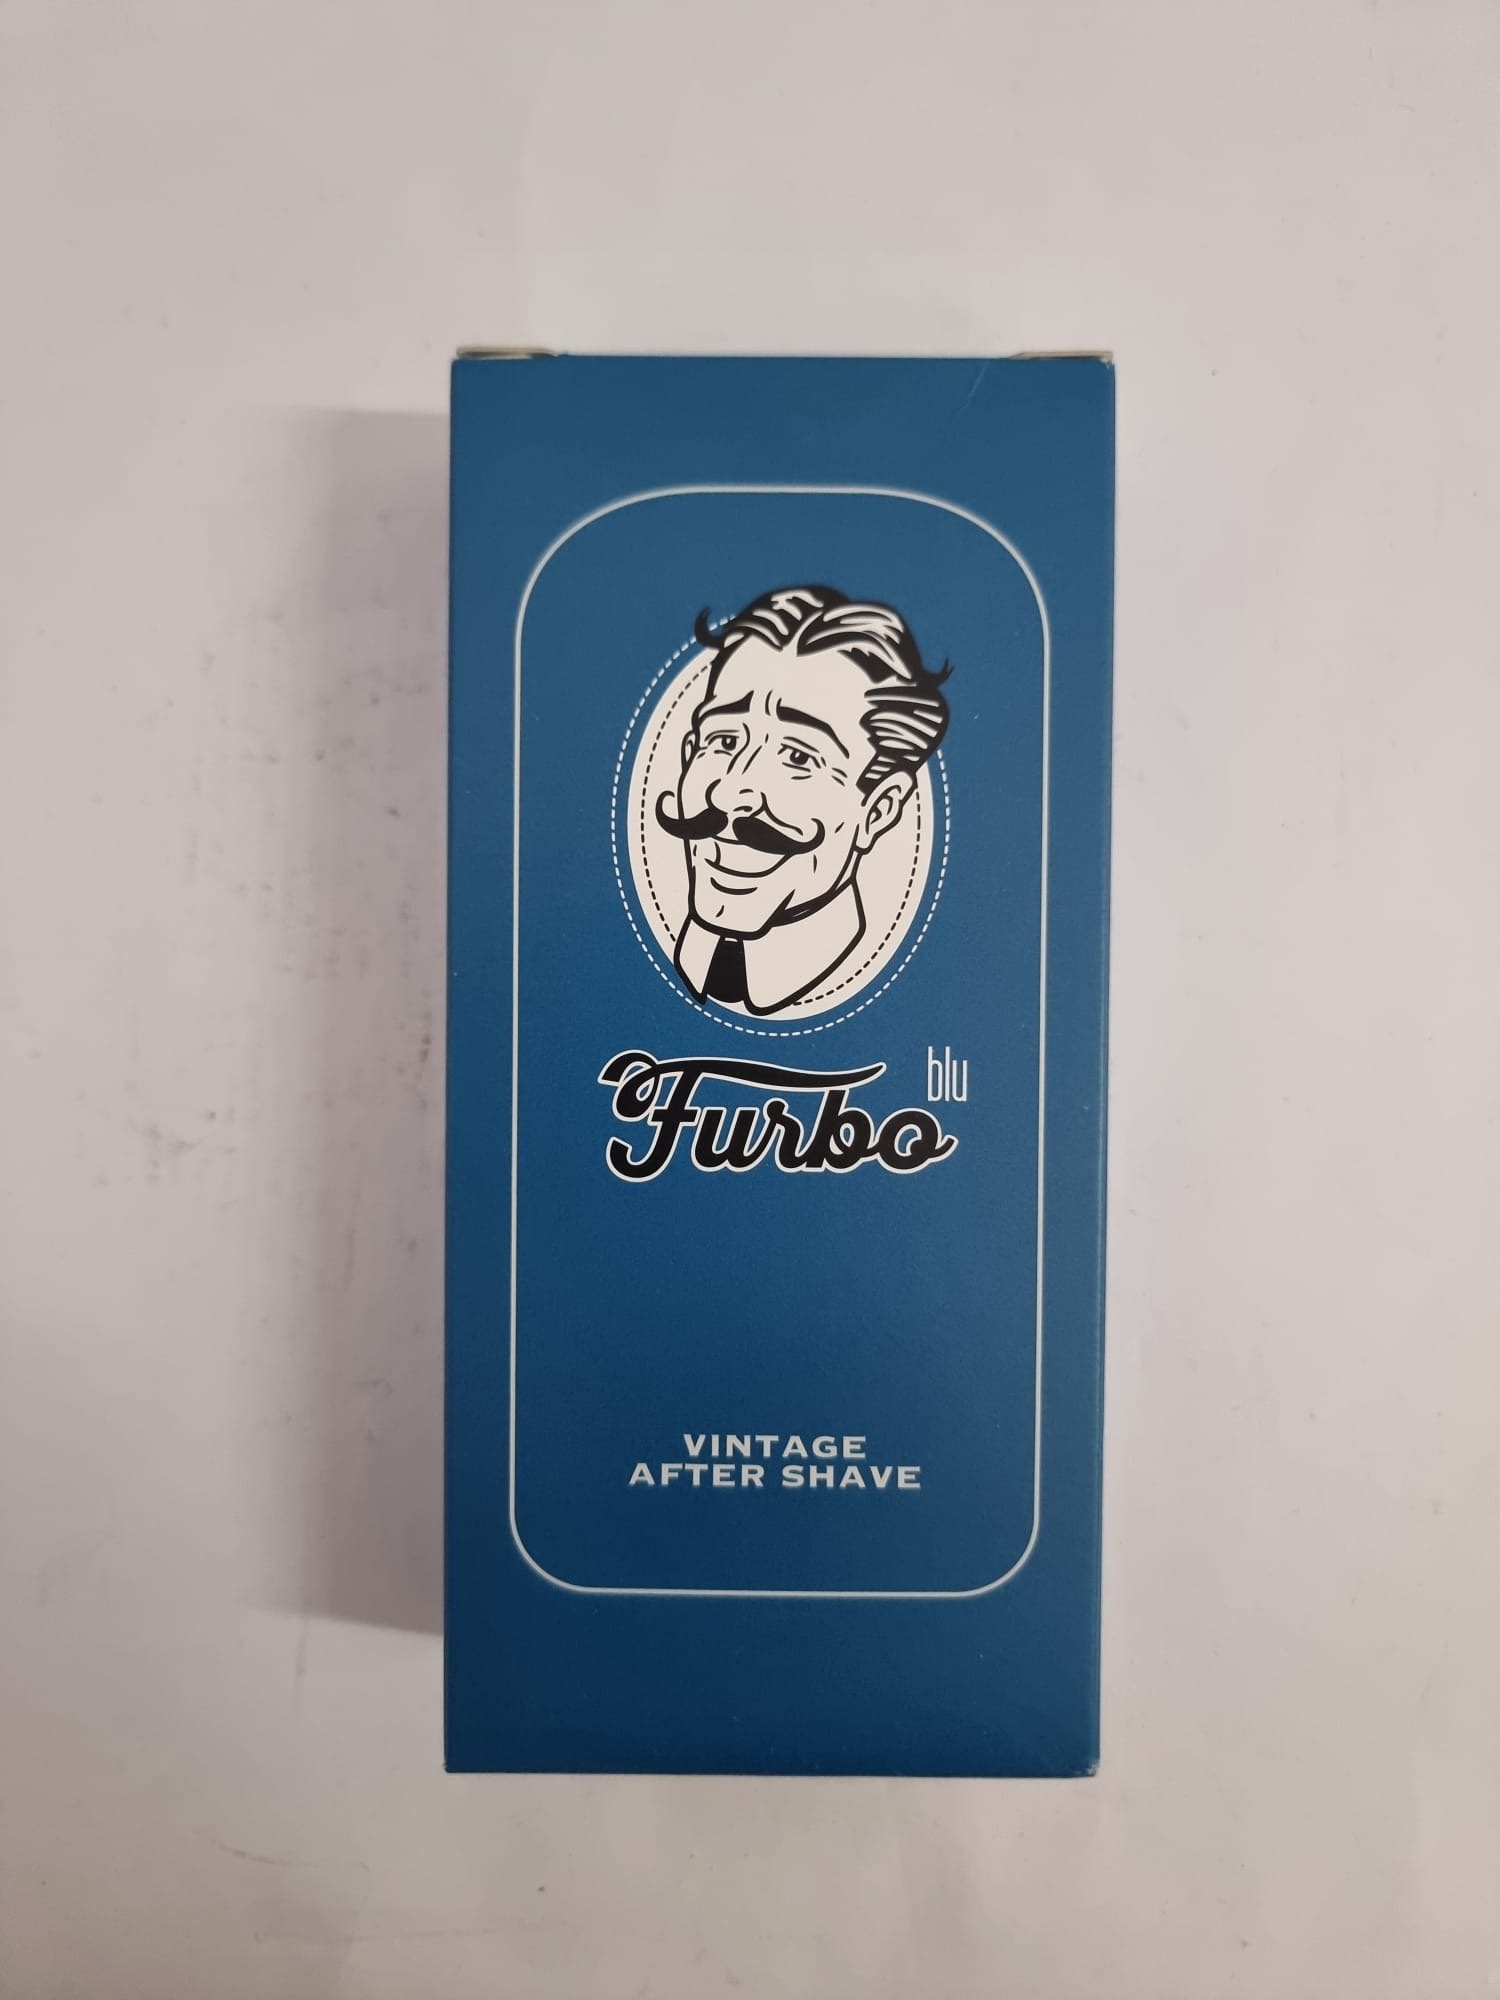 blu
Furbo
VINTAGE
AFTER SHAVE